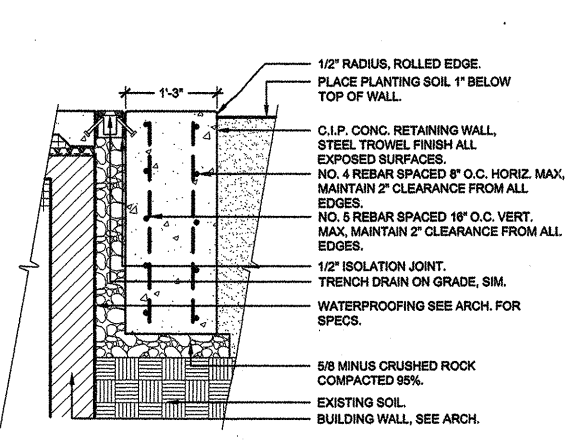 1/2" RADIUS, ROLLED EDGE.
1'-3"
PLACE PLANTING SOIL 1" BELOW
TOP OF WALL.
C.I.P. CONC. RETAINING WALL,
STEEL TROWEL FINISH ALL
EXPOSED SURFACES.
NO. 4 REBAR SPACED 8" O.C. HORIZ. MAX,
MAINTAIN 2" CLEARANCE FROM ALL
EDGES.
NO. 5 REBAR SPACED 16" O.C. VERT.
MAX, MAINTAIN 2" CLEARANCE FROM ALL
EDGES.
1/2" ISOLATION JOINT.
TRENCH DRAIN ON GRADE, SIM.
WATERPROOFING SEE ARCH. FOR
SPECS.
5/8 MINUS CRUSHED ROCK
COMPACTED 95%.
EXISTING SOIL.
BUILDING WALL, SEE ARCH.